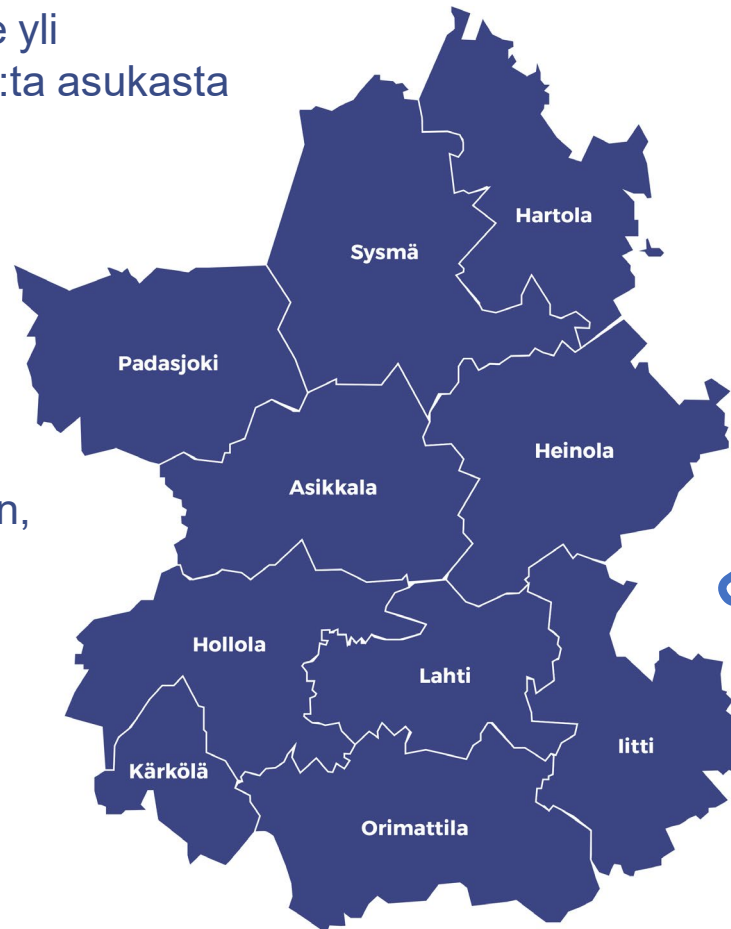 e yli
:ta asukasta
Hartola
Sysmä
Padasjoki
Heinola
Asikkala
n,
Hollola
Lahti
Iitti
Kärkölä
Orimattila